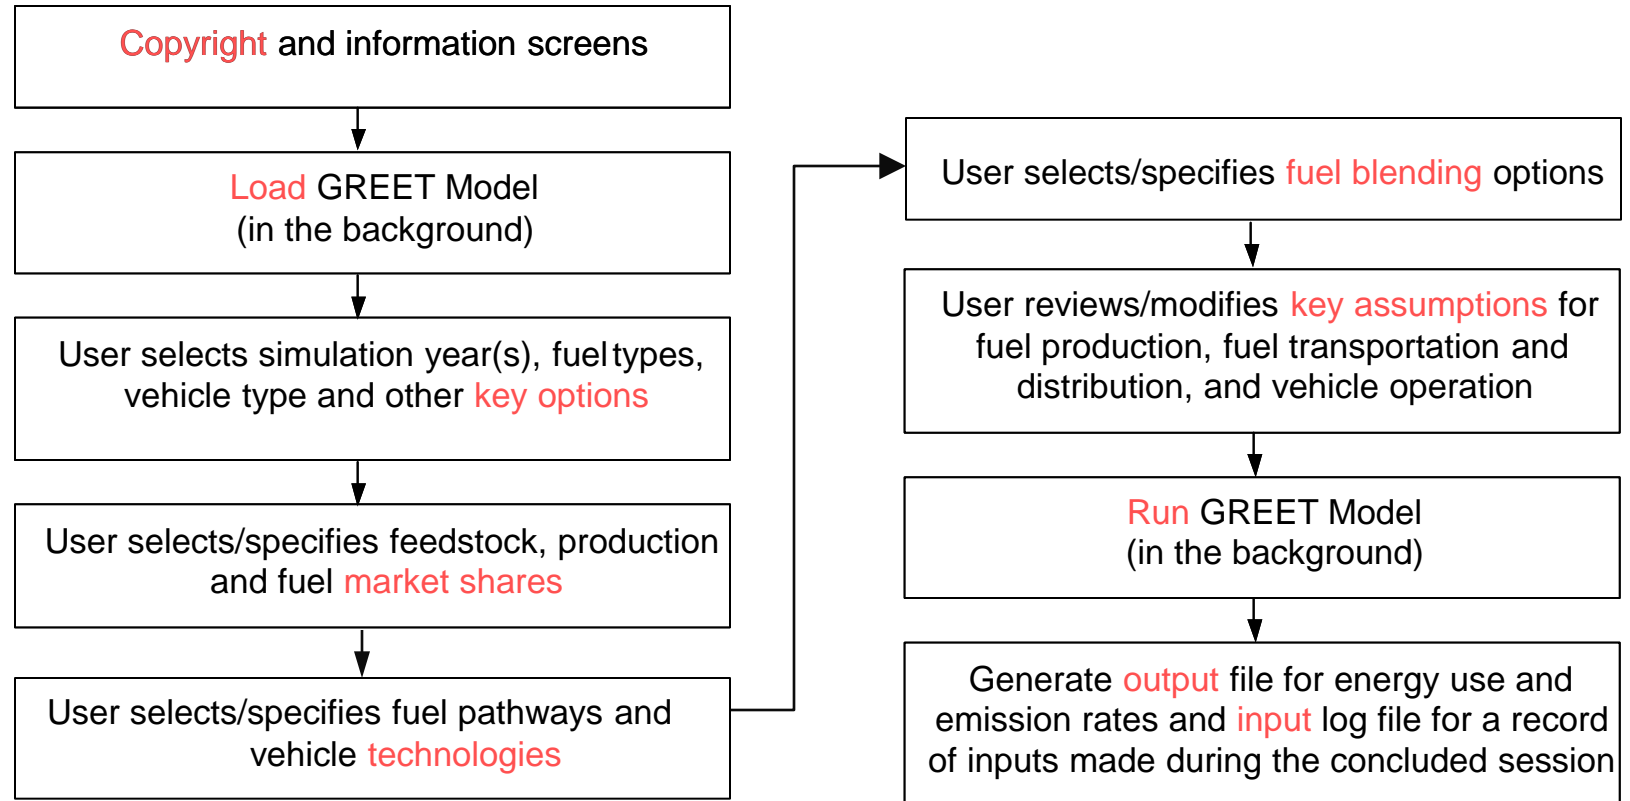 Copyright and information screens
Load GREET Model
(in the background)
User selects simulation year(s), fuel types,
vehicle type and other key options
User selects/specifies feedstock, production
and fuel market shares
User selects/specifies fuel pathways and
vehicle technologies
User selects/specifies fuel blending options
User reviews/modifies key assumptions for
fuel production, fuel transportation and
distribution, and vehicle operation
Run GREET Model
(in the background)
Generate output file for energy use and
emission rates and input log file for a record
of inputs made during the concluded session